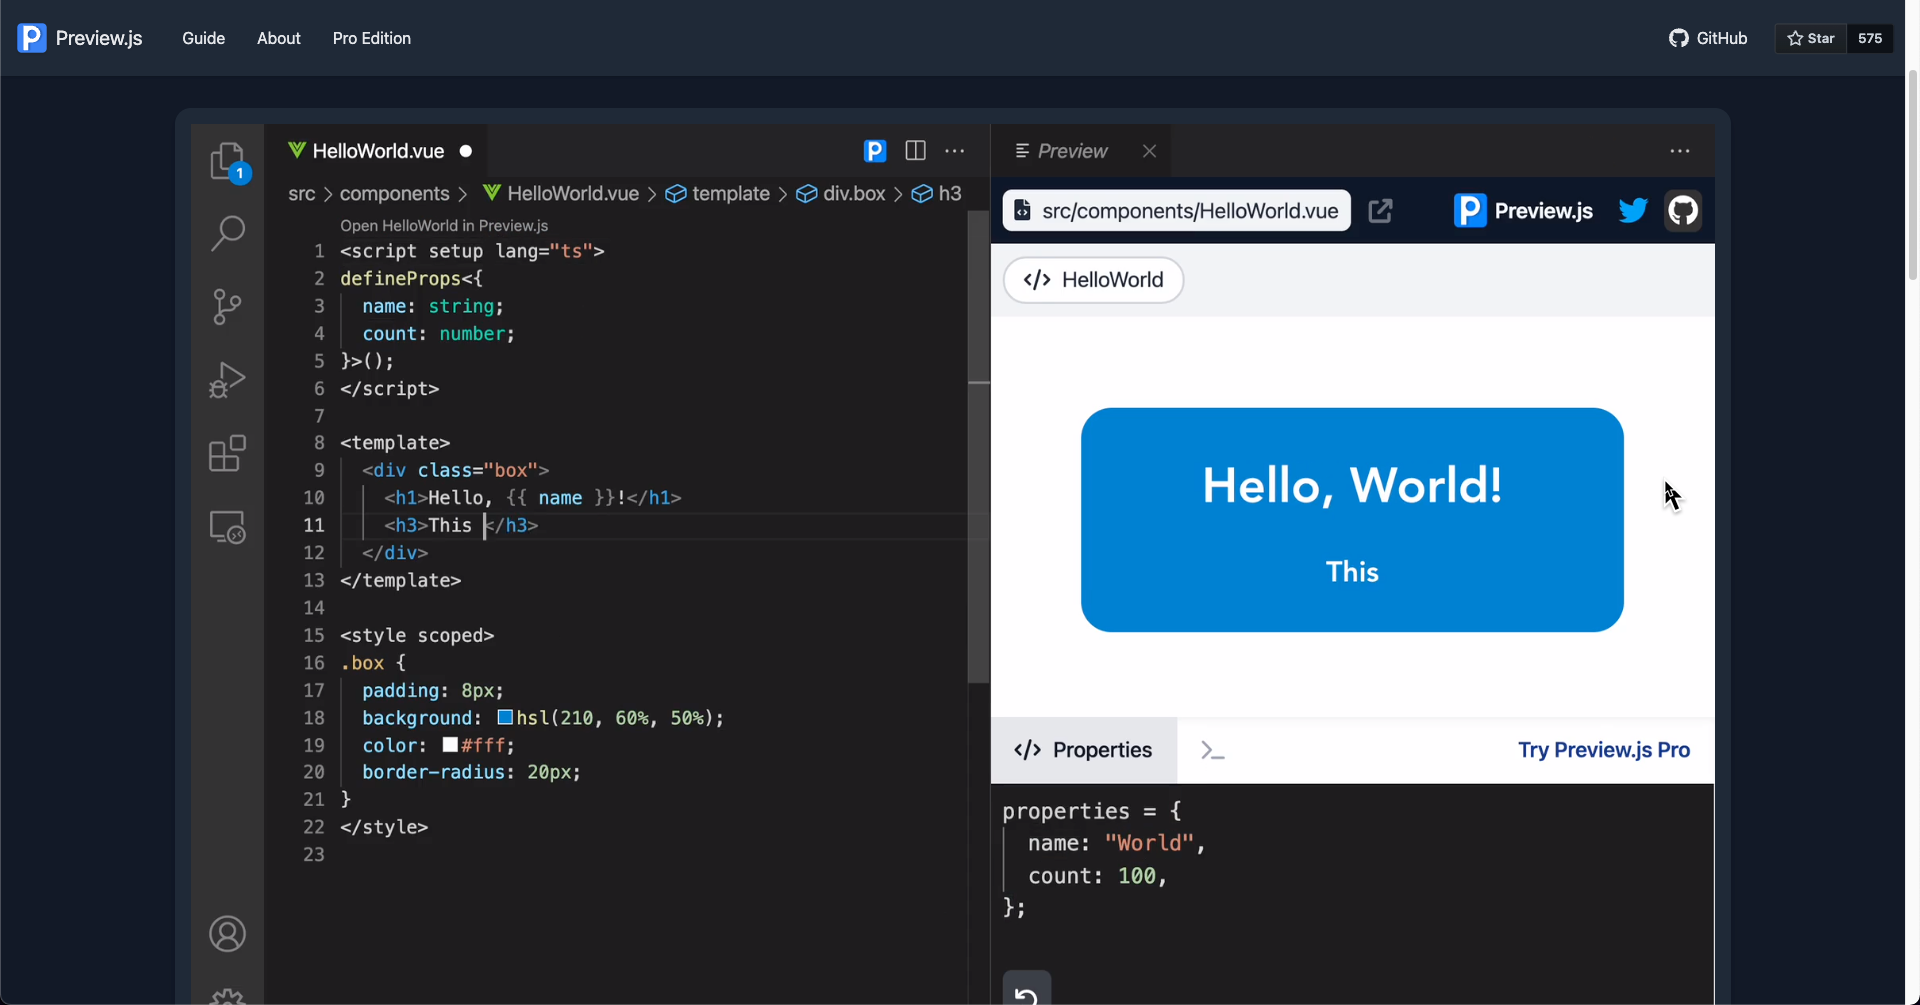 Preview.js Guide About Pro Edition GitHub Star 575
HelloWorld.vue
src > components > HelloWorld.vue > template > div.box > h3
Open HelloWorld in Preview.js
1 <script setup lang="ts">
2 defineProps<{
3 name: string;
4 count: number;
5 }>();
6 </script>
7
8 <template>
9 <div class="box">
10 <h1>Hello, {{ name }}!</h1>
11 <h3>This </h3>
12 </div>
13 </template>
14
15 <style scoped>
16 .box {
17 padding: 8px;
18 background: hsl(210, 60%, 50%);
19 color: #fff;
20 border-radius: 20px;
21 }
22 </style>
23
1
Preview
src/components/HelloWorld.vue Preview.js
</> HelloWorld
Hello, World!
This
</> Properties >_ Try Preview.js Pro
properties = {
name: "World",
count: 100,
};